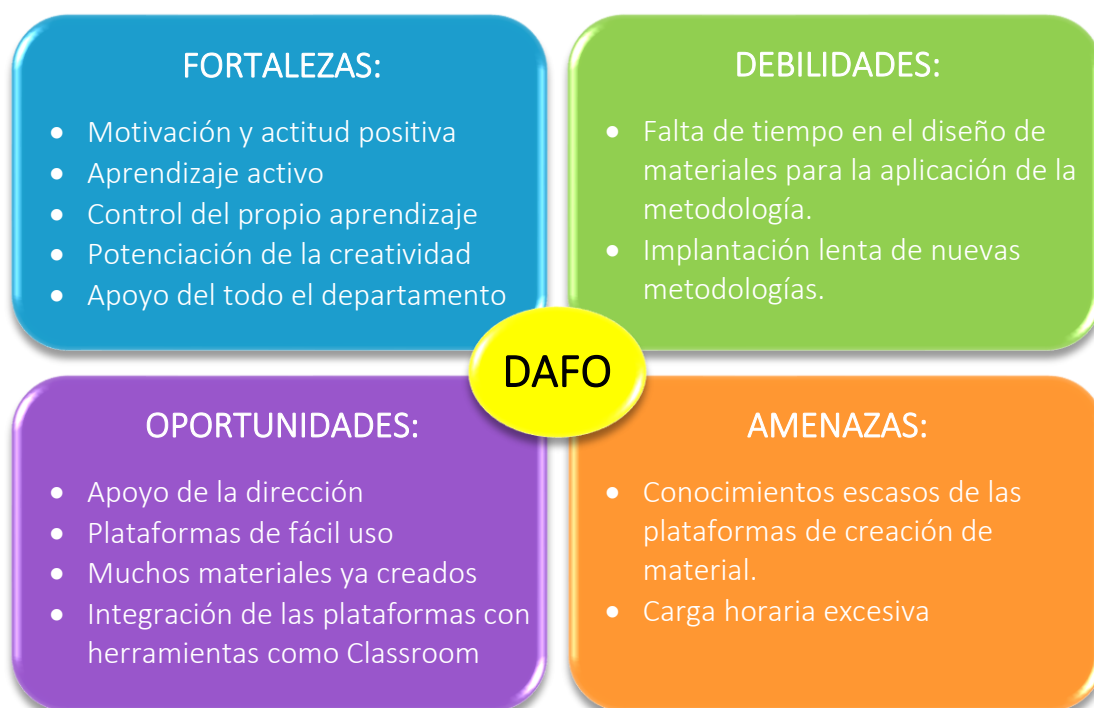 FORTALEZAS:
• Motivación y actitud positiva
• Aprendizaje activo
• Control del propio aprendizaje
• Potenciación de la creatividad
• Apoyo del todo el departamento
DEBILIDADES:
• Falta de tiempo en el diseño de
materiales para la aplicación de la
metodología.
• Implantación lenta de nuevas
metodologías.
DAFO
OPORTUNIDADES:
• Apoyo de la dirección
• Plataformas de fácil uso
• Muchos materiales ya creados
• Integración de las plataformas con
herramientas como Classroom
AMENAZAS:
• Conocimientos escasos de las
plataformas de creación de
material.
• Carga horaria excesiva